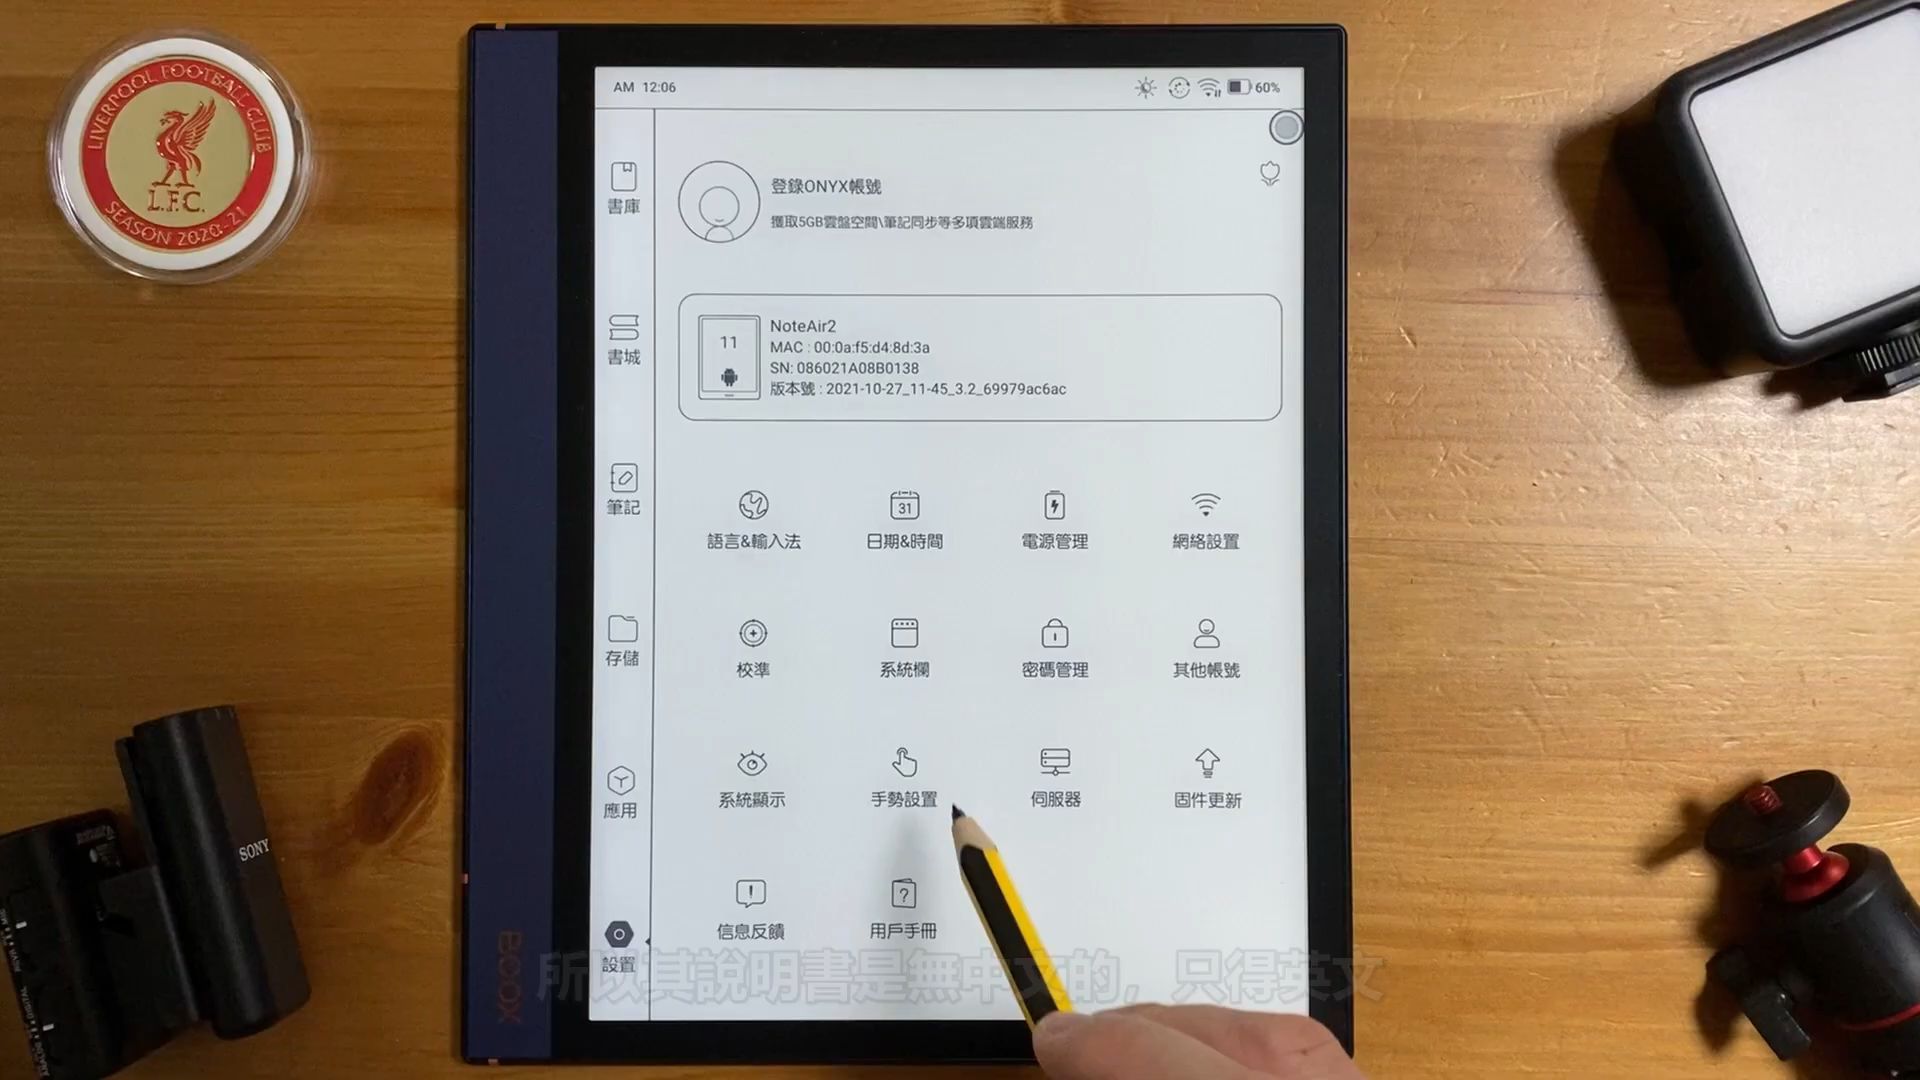 LIVERPOOL FOOTBALL CLUB
L.F.C.
SEASON 2020-21
AM 12:06
60%
書庫
書城
筆記
存儲
應用
設置
登錄ONYX帳號
獲取5GB雲盤空間\筆記同步等多項雲端服務
11
NoteAir2
MAC : 00:0a:f5:d4:8d:3a
SN: 086021A08B0138
版本號 : 2021-10-27_11-45_3.2_69979ac6ac
語言&輸入法
31
日期&時間
電源管理
網絡設置
校準
系統欄
密碼管理
其他帳號
系統顯示
手勢設置
伺服器
固件更新
信息反饋
用戶手冊
BOOX
SONY
所以其說明書是無中文的，只得英文